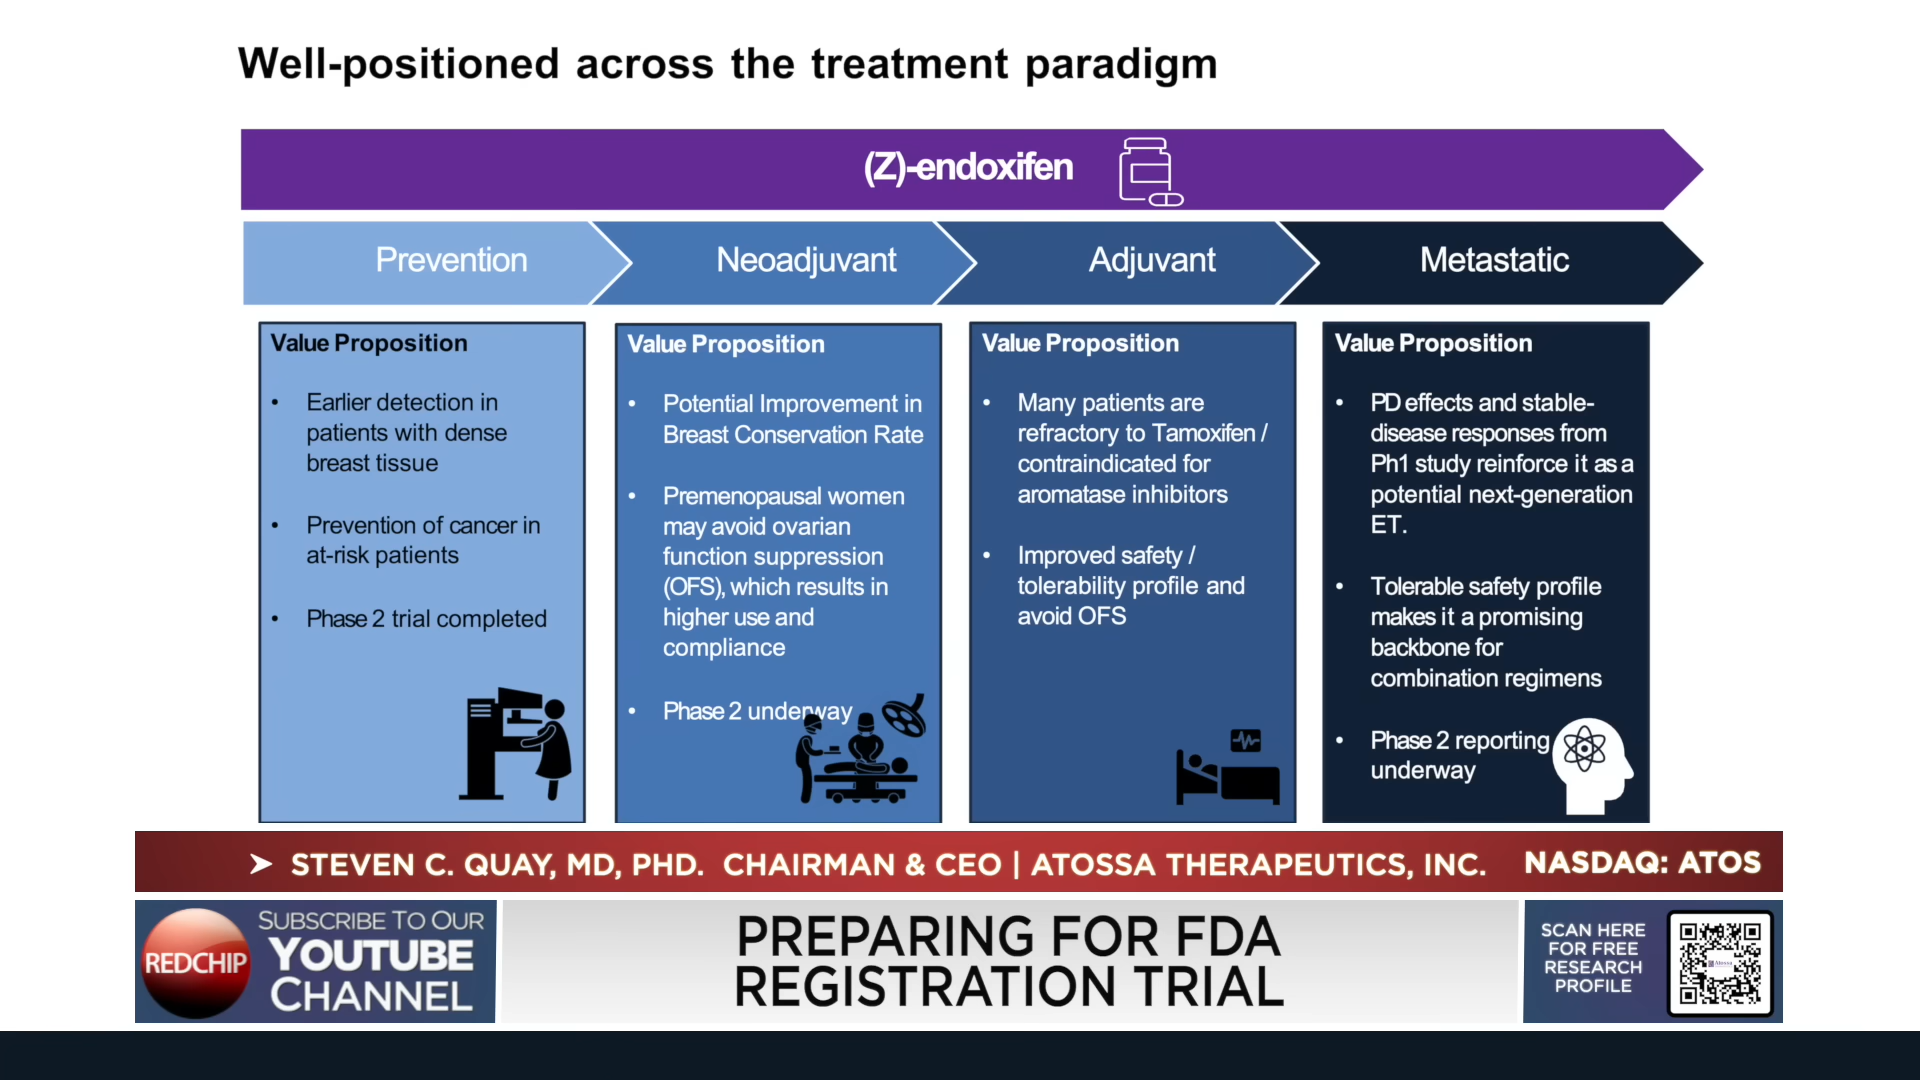 Well-positioned across the treatment paradigm
(Z)-endoxifen
Prevention
Neoadjuvant
Adjuvant
Metastatic
Value Proposition
• Earlier detection in
patients with dense
breast tissue
• Prevention of cancer in
at-risk patients
• Phase 2 trial completed
Value Proposition
• Potential Improvement in
Breast Conservation Rate
• Premenopausal women
may avoid ovarian
function suppression
(OFS), which results in
higher use and
compliance
• Phase 2 underway
Value Proposition
• Many patients are
refractory to Tamoxifen /
contraindicated for
aromatase inhibitors
• Improved safety /
tolerability profile and
avoid OFS
Value Proposition
• PD effects and stable-
disease responses from
Ph1 study reinforce it as a
potential next-generation
ET.
• Tolerable safety profile
makes it a promising
backbone for
combination regimens
• Phase 2 reporting
underway
➤ STEVEN C. QUAY, MD, PHD. CHAIRMAN & CEO | ATOSSA THERAPEUTICS, INC. NASDAQ: ATOS
REDCHIP
SUBSCRIBE TO OUR
YOUTUBE
CHANNEL
PREPARING FOR FDA
REGISTRATION TRIAL
SCAN HERE
FOR FREE
RESEARCH
PROFILE
Atossa